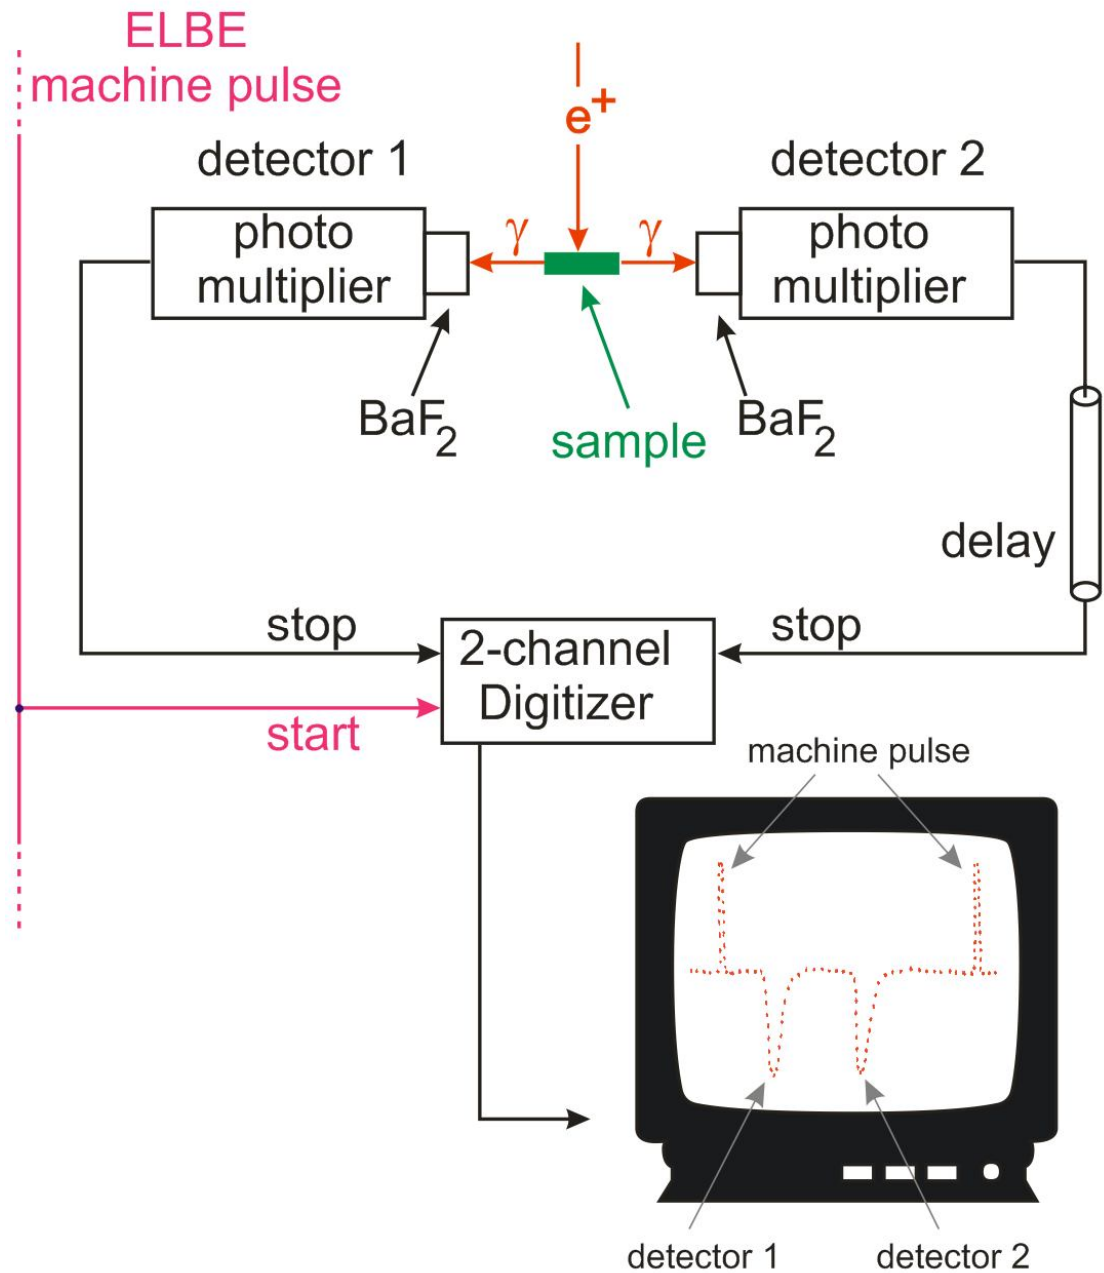 ELBE
machine pulse
e+
detector 1
detector 2
photo
multiplier
γ
γ
photo
multiplier
BaF2
sample
BaF2
delay
stop
2-channel
Digitizer
stop
start
machine pulse
detector 1
detector 2